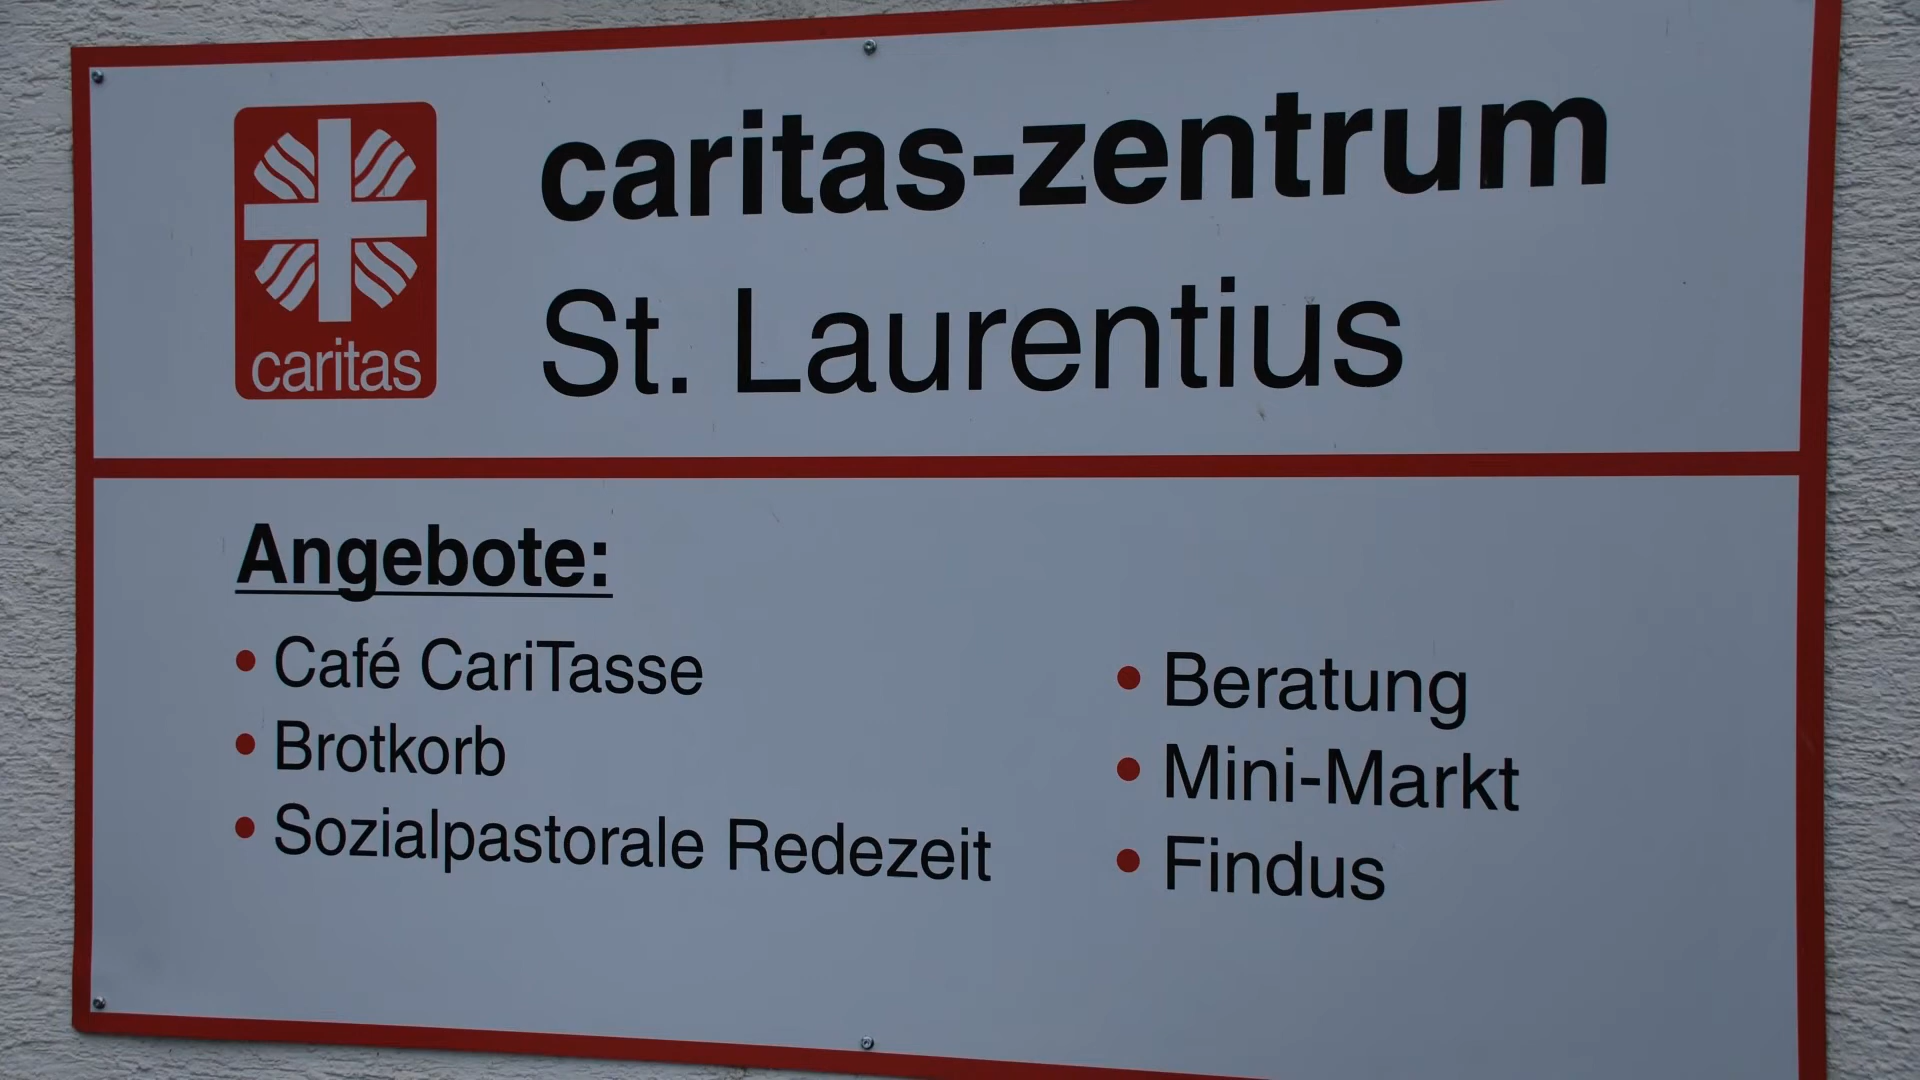 caritas
caritas-zentrum
St. Laurentius
Angebote:
• Café CariTasse
• Brotkorb
• Sozialpastorale Redezeit
• Beratung
• Mini-Markt
• Findus